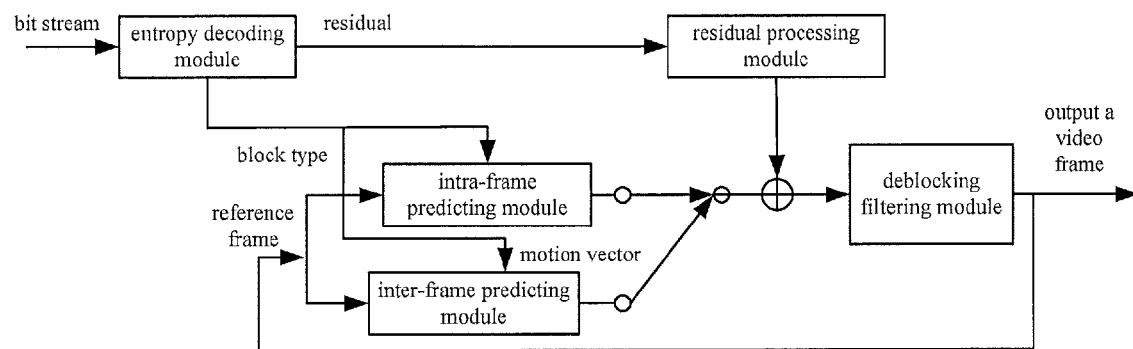 bit stream
entropy decoding
module
residual
residual processing
module
output a
video
frame
block type
intra-frame
predicting module
deblocking
filtering module
reference
frame
motion vector
inter-frame predicting
module